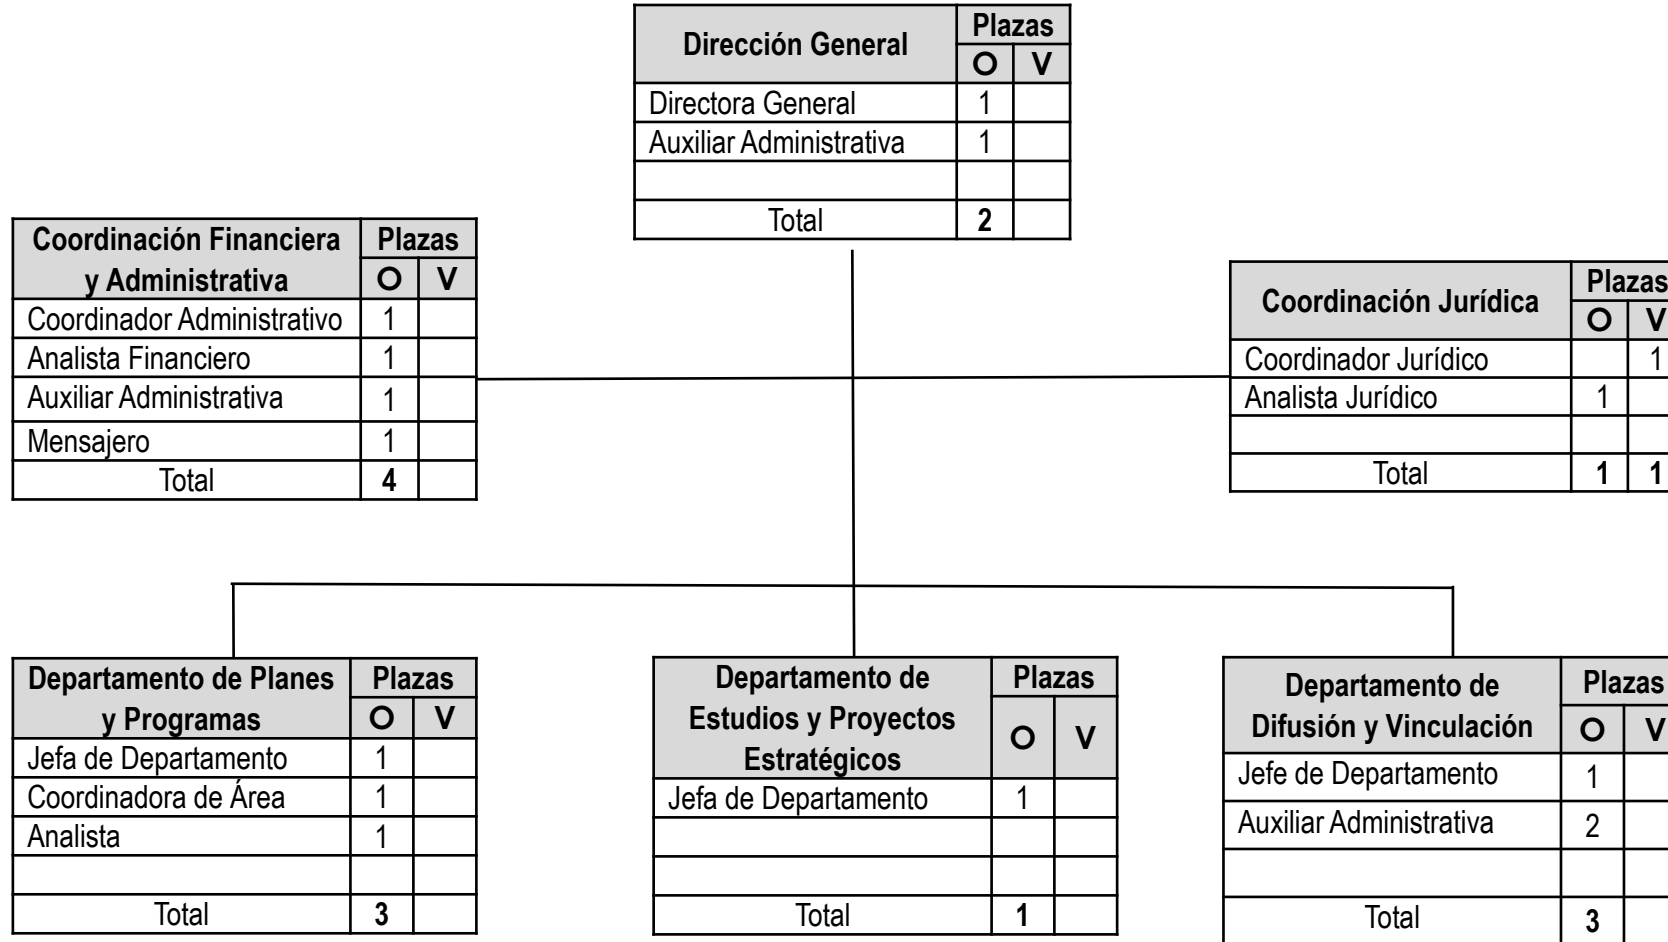 Dirección General Plazas
O V
Directora General 1
Auxiliar Administrativa 1
Total 2
Coordinación Financiera Plazas
y Administrativa O V
Coordinador Administrativo 1
Analista Financiero 1
Auxiliar Administrativa 1
Mensajero 1
Total 4
Coordinación Jurídica Plazas
O V
Coordinador Jurídico 1
Analista Jurídico 1
Total 1 1
Departamento de Planes Plazas
y Programas O V
Jefa de Departamento 1
Coordinadora de Área 1
Analista 1
Total 3
Departamento de Plazas
Estudios y Proyectos O V
Estratégicos
Jefa de Departamento 1
Total 1
Departamento de Plazas
Difusión y Vinculación O V
Jefe de Departamento 1
Auxiliar Administrativa 2
Total 3